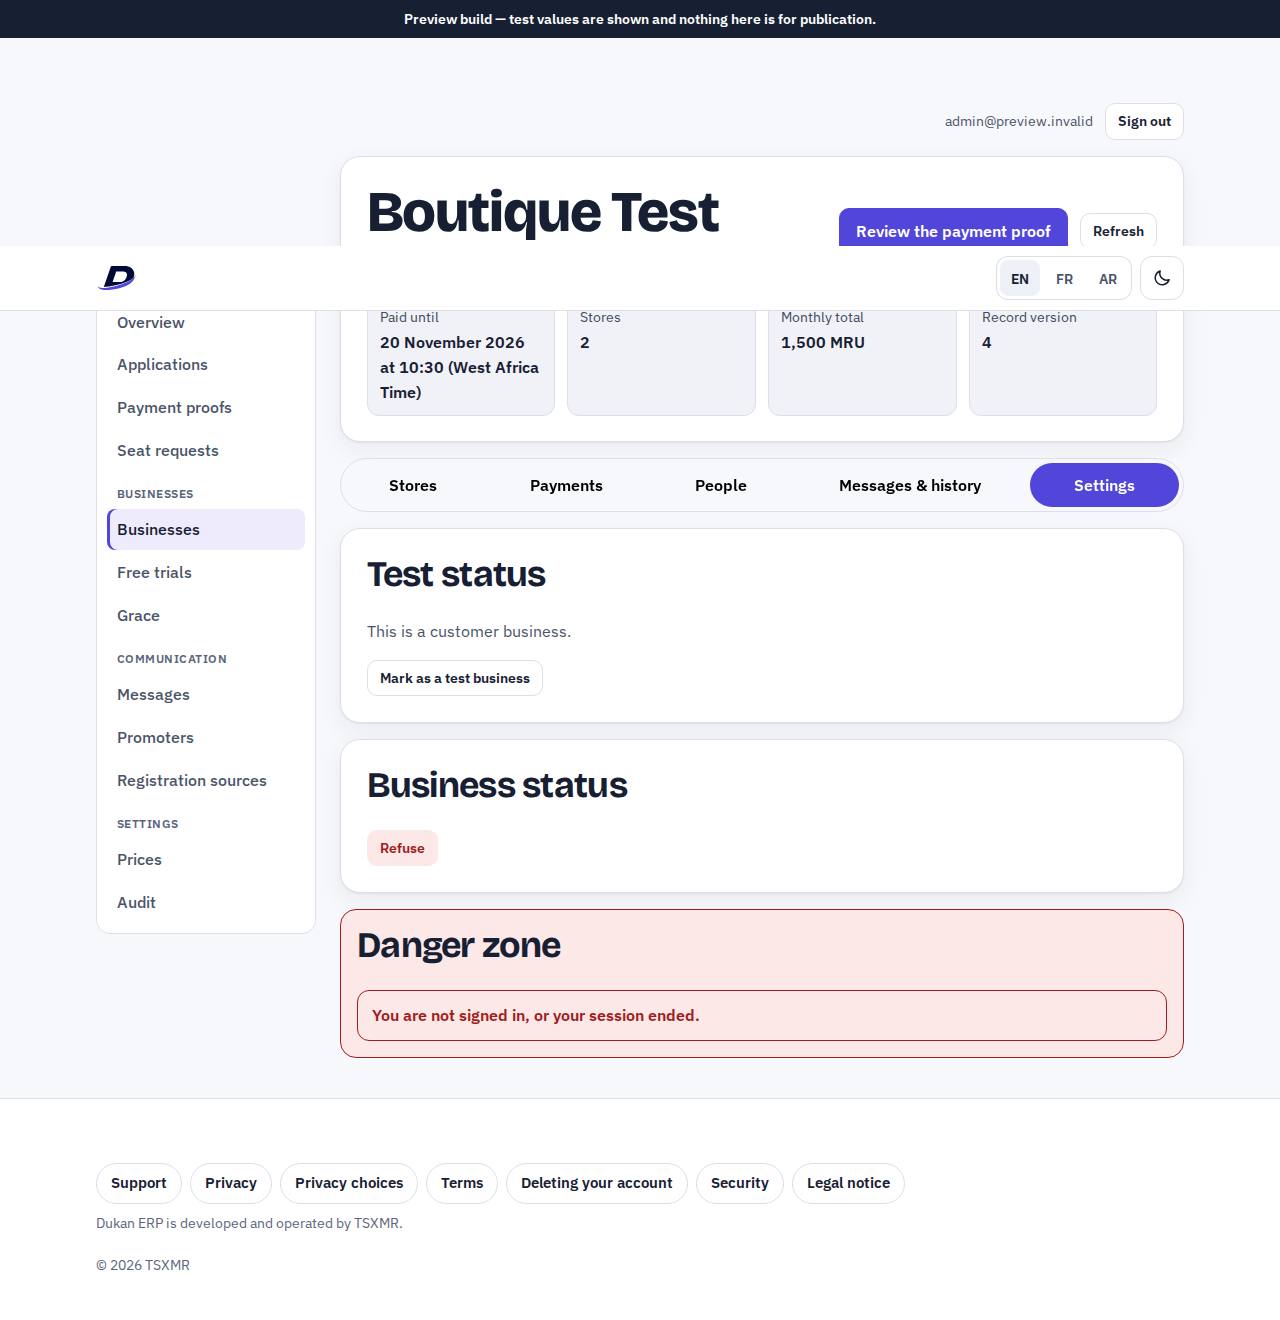 Preview build — test values are shown and nothing here is for publication.
admin@preview.invalid
Sign out
Boutique Test
Review the payment proof
Refresh
EN
FR
AR
Overview
Applications
Payment proofs
Seat requests
BUSINESSES
Businesses
Free trials
Grace
COMMUNICATION
Messages
Promoters
Registration sources
SETTINGS
Prices
Audit
Paid until
20 November 2026
at 10:30 (West Africa
Time)
Stores
2
Monthly total
1,500 MRU
Record version
4
Stores
Payments
People
Messages & history
Settings
Test status
This is a customer business.
Mark as a test business
Business status
Refuse
Danger zone
You are not signed in, or your session ended.
Support
Privacy
Privacy choices
Terms
Deleting your account
Security
Legal notice
Dukan ERP is developed and operated by TSXMR.
© 2026 TSXMR